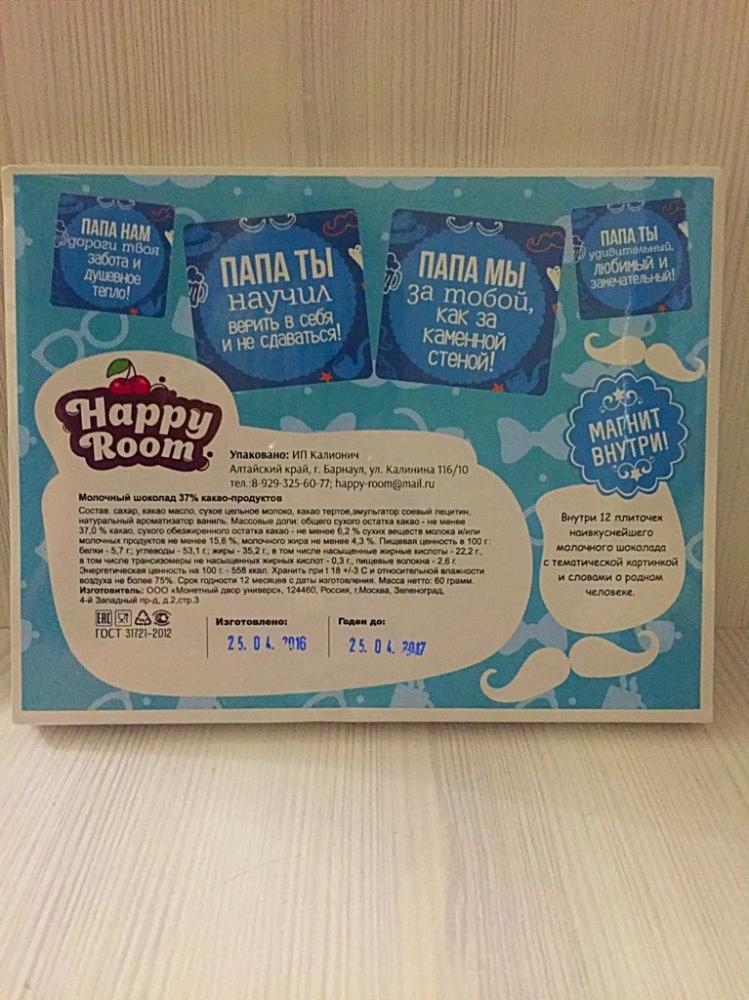 ПАПА НАМ
дороги твоя
забота и
душевное
тепло!
ПАПА ТЫ
научил
верить в себя
и не сдаваться!
ПАПА МЫ
за тобой,
как за
каменной
стеной!
ПАПА ТЫ
удивительный,
любимый и
замечательный!
Happy
Room
МАГНИТ
ВНУТРИ!
Упаковано: ИП Калионич
Алтайский край, г. Барнаул, ул. Калинина 116/10
тел.:8-929-325-60-77; happy-room@mail.ru
Молочный шоколад 37% какао-продуктов
Состав: сахар, какао масло, сухое цельное молоко, какао тертое,эмульгатор соевый лецитин,
натуральный ароматизатор ваниль. Массовые доли: общего сухого остатка какао - не менее
37,0 % какао, сухого обезжиренного остатка какао - не менее 6,2 % сухих веществ молока и/или
молочных продуктов не менее 15,6 %, молочного жира не менее 4,3 %. Пищевая ценность в 100 г.:
белки - 5,7 г.; углеводы - 53,1 г.; жиры - 35,2 г., в том числе насыщенные жирные кислоты - 22,2 г.,
в том числе трансизомеры не насыщенных жирных кислот - 0,3 г., пищевые волокна - 2,6 г.
Энергетическая ценность на 100 г. - 558 ккал. Хранить при t 18 +/-3 С и относительной влажности
воздуха не более 75%. Срок годности 12 месяцев с даты изготовления. Масса нетто: 60 грамм.
Изготовитель: ООО «Монетный двор универс», 124460, Россия, г.Москва, Зеленоград,
4-й Западный пр-д, д.2,стр.3
EAC
ГОСТ 31721-2012
Изготовлено:
25. 04. 2016
Годен до:
25. 04. 2017
Внутри 12 плиточек
наивкуснейшего
молочного шоколада
с тематической картинкой
и словами о родном
человеке.